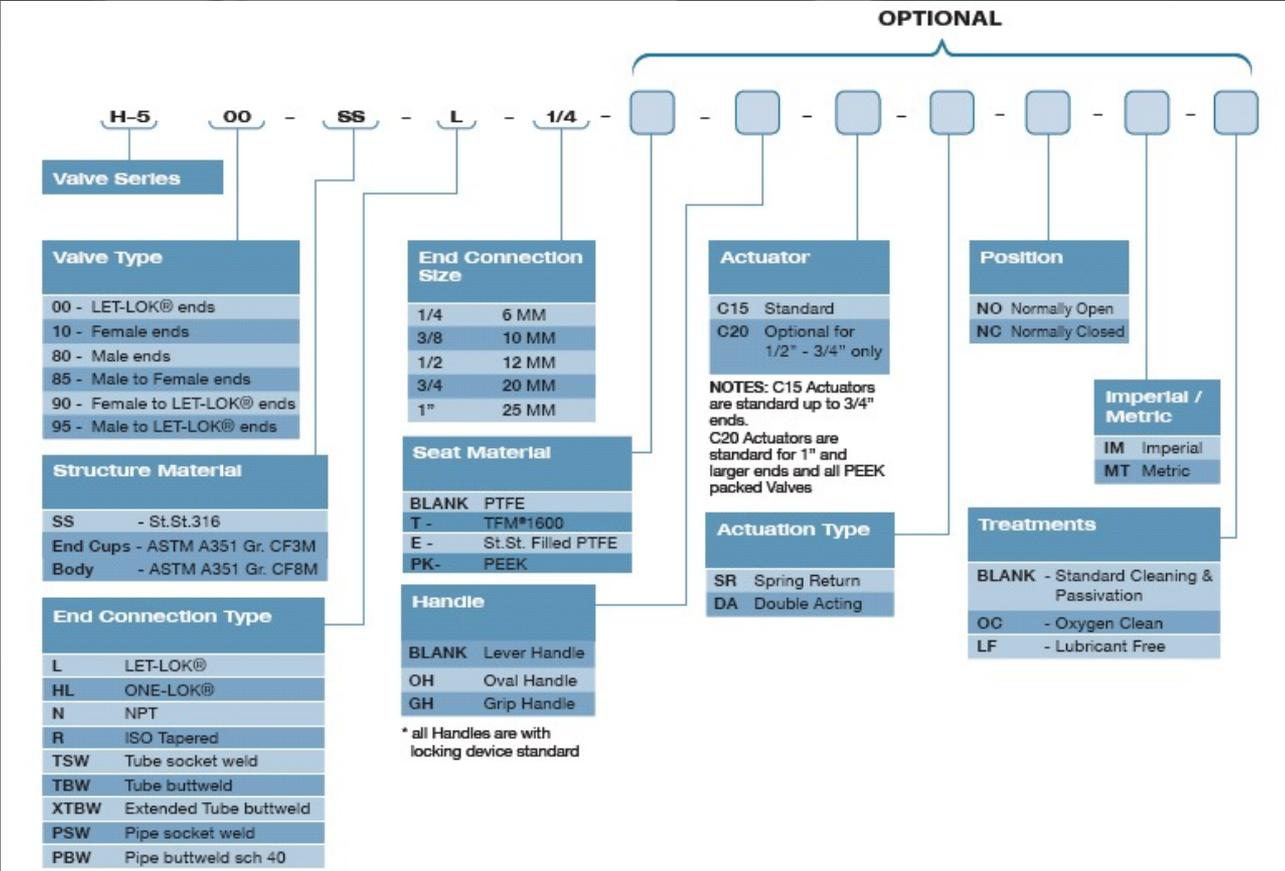 OPTIONAL
H-5 00 - SS - L - 1/4 - - - - - - -
Valve Series
Valve Type
00 - LET-LOK® ends
10 - Female ends
80 - Male ends
85 - Male to Female ends
90 - Female to LET-LOK® ends
95 - Male to LET-LOK® ends
Structure Material
SS - St.St.316
End Cups - ASTM A351 Gr. CF3M
Body - ASTM A351 Gr. CF8M
End Connection Type
L LET-LOK®
HL ONE-LOK®
N NPT
R ISO Tapered
TSW Tube socket weld
TBW Tube buttweld
XTBW Extended Tube buttweld
PSW Pipe socket weld
PBW Pipe buttweld sch 40
End Connection
Size
1/4 6 MM
3/8 10 MM
1/2 12 MM
3/4 20 MM
1” 25 MM
Seat Material
BLANK PTFE
T - TFM®1600
E - St.St. Filled PTFE
PK- PEEK
Handle
BLANK Lever Handle
OH Oval Handle
GH Grip Handle
* all Handles are with
locking device standard
Actuator
C15 Standard
C20 Optional for
1/2” - 3/4” only
NOTES: C15 Actuators
are standard up to 3/4”
ends.
C20 Actuators are
standard for 1” and
larger ends and all PEEK
packed Valves
Actuation Type
SR Spring Return
DA Double Acting
Position
NO Normally Open
NC Normally Closed
Imperial /
Metric
IM Imperial
MT Metric
Treatments
BLANK - Standard Cleaning &
Passivation
OC - Oxygen Clean
LF - Lubricant Free